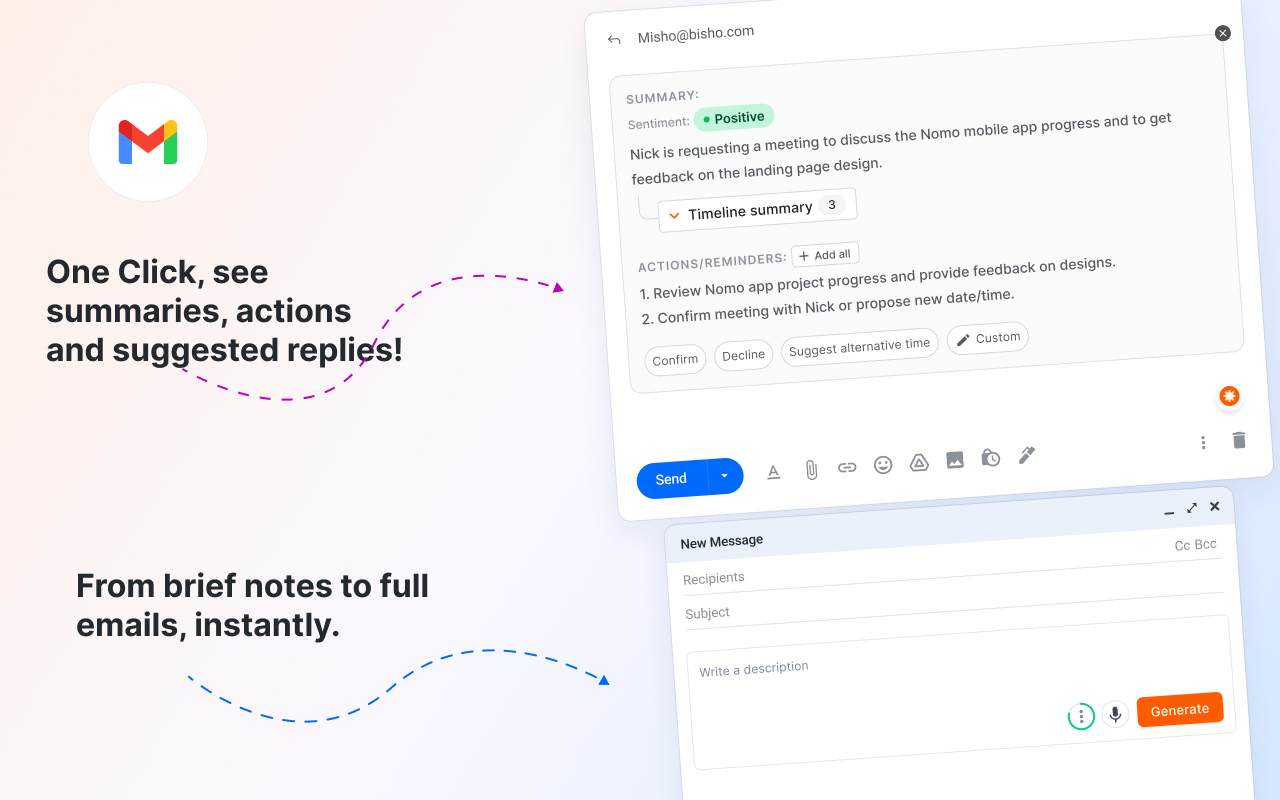 One Click, see
summaries, actions
and suggested replies!
From brief notes to full
emails, instantly.
Misho@bisho.com
SUMMARY:
Sentiment: Positive
Nick is requesting a meeting to discuss the Nomo mobile app progress and to get
feedback on the landing page design.
Timeline summary 3
ACTIONS/REMINDERS: + Add all
1. Review Nomo app project progress and provide feedback on designs.
2. Confirm meeting with Nick or propose new date/time.
Confirm Decline Suggest alternative time Custom
Send
New Message
Cc Bcc
Recipients
Subject
Write a description
Generate